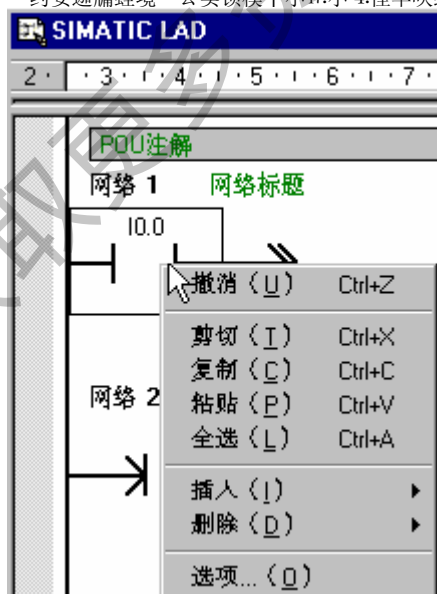 SIMATIC LAD
2 · · 3 · ı · 4 · ı · 5 · ı · 6 · ı · 7 ·
POU注解
网络 1 网络标题
I0.0
撤消（U） Ctrl+Z
剪切（T） Ctrl+X
复制（C） Ctrl+C
网络 2
粘贴（P） Ctrl+V
全选（L） Ctrl+A
插入（I）
删除（D）
选项...（O）